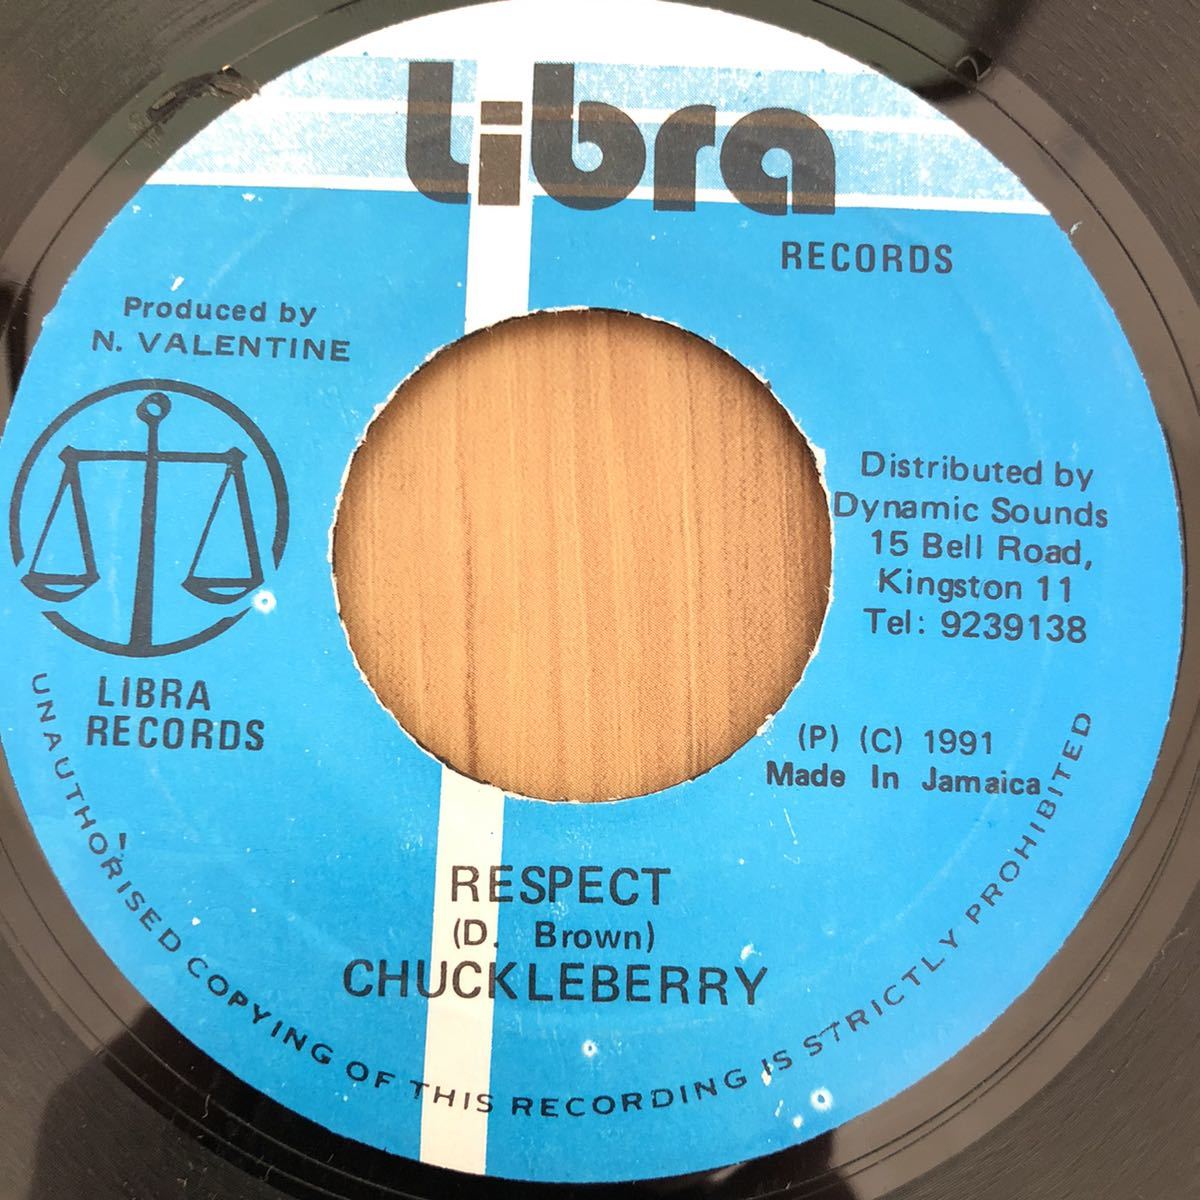 Libra
RECORDS
Produced by
N. VALENTINE
LIBRA
RECORDS
Distributed by
Dynamic Sounds
15 Bell Road,
Kingston 11
Tel: 9239138
(P) (C) 1991
Made In Jamaica
RESPECT
(D. Brown)
CHUCKLEBERRY
UNAUTHORISED COPYING OF THIS RECORDING IS STRICTLY PROHIBITED